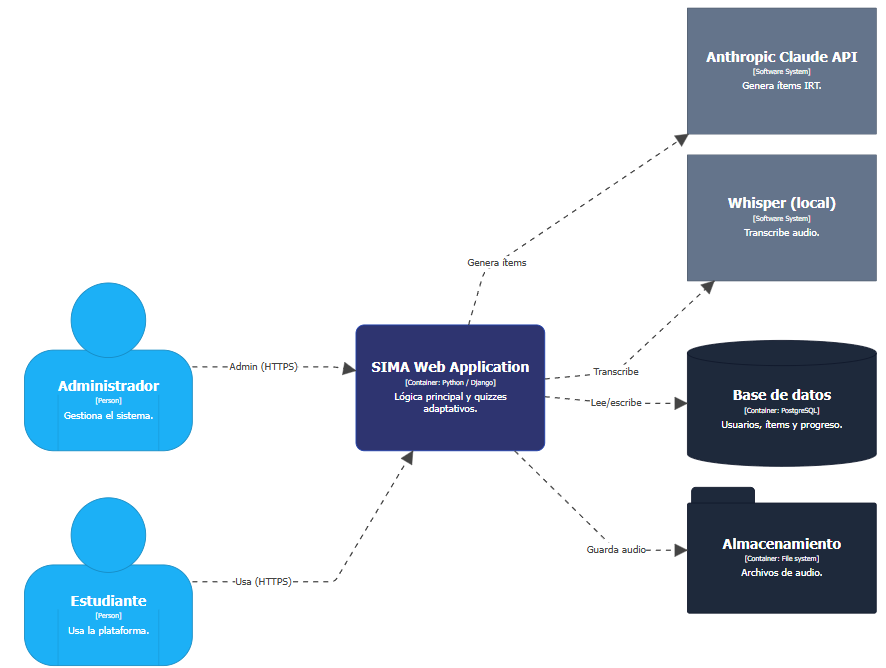 Anthropic Claude API
[Software System]
Genera ítems IRT.
Whisper (local)
[Software System]
Transcribe audio.
Genera ítems
Administrador
[Person]
Gestiona el sistema.
Admin (HTTPS)
SIMA Web Application
[Container: Python / Django]
Lógica principal y quizzes
adaptativos.
Transcribe
Lee/escribe
Base de datos
[Container: PostgreSQL]
Usuarios, ítems y progreso.
Guarda audio
Almacenamiento
[Container: File system]
Archivos de audio.
Estudiante
[Person]
Usa la plataforma.
Usa (HTTPS)